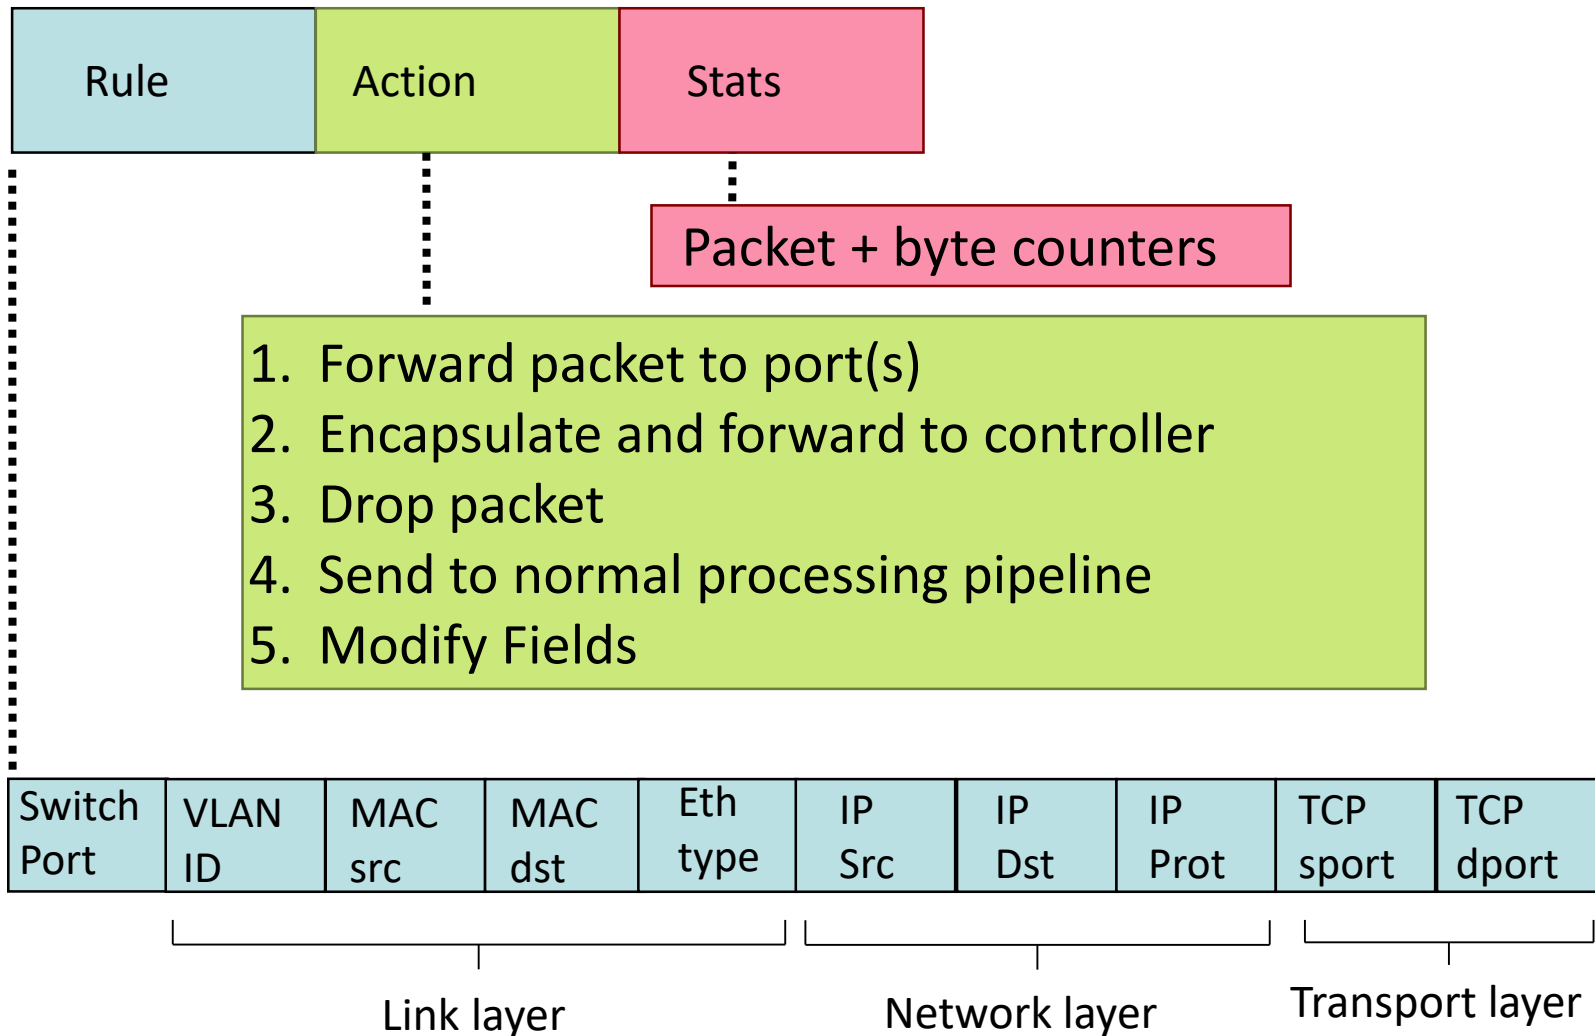 Rule
Action
Stats
Packet + byte counters
1. Forward packet to port(s)
2. Encapsulate and forward to controller
3. Drop packet
4. Send to normal processing pipeline
5. Modify Fields
Switch
Port
VLAN
ID
MAC
src
MAC
dst
Eth
type
IP
Src
IP
Dst
IP
Prot
TCP
sport
TCP
dport
Link layer
Network layer
Transport layer